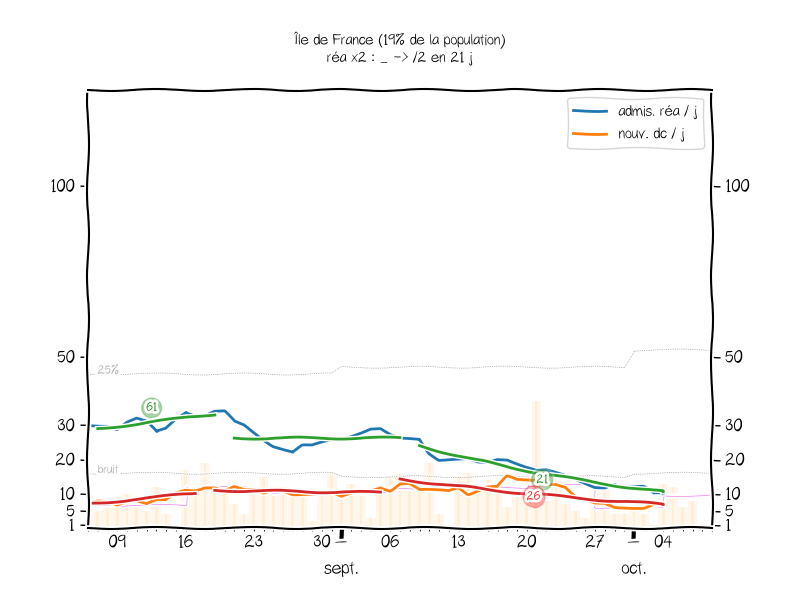 Île de France (19% de la population)
réa x2 : _ -> /2 en 21 j
admis. réa / j
nouv. dc / j
100
100
50
50
25%
61
30
30
20
20
bruit
21
26
10
10
5
5
1
1
09 16 23 30 06 13 20 27 04
sept. oct.